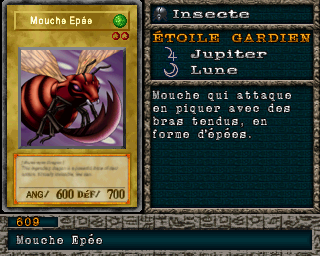 Mouche Epée
ANG/ 600 DÉF/ 700
Insecte
ÉTOILE GARDIEN
Jupiter
Lune
Mouche qui attaque
en piquer avec des
bras tendus, en
forme d'épées.
609
Mouche Epée